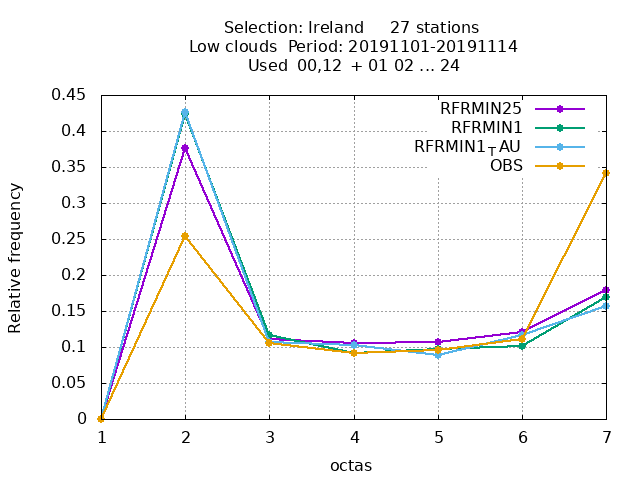 Selection: Ireland 27 stations
Low clouds Period: 20191101-20191114
Used 00,12 + 01 02 ... 24
RFRMIN25
RFRMIN1
RFRMIN1TAU
OBS
Relative frequency
0.45
0.4
0.35
0.3
0.25
0.2
0.15
0.1
0.05
0
1 2 3 4 5 6 7
octas